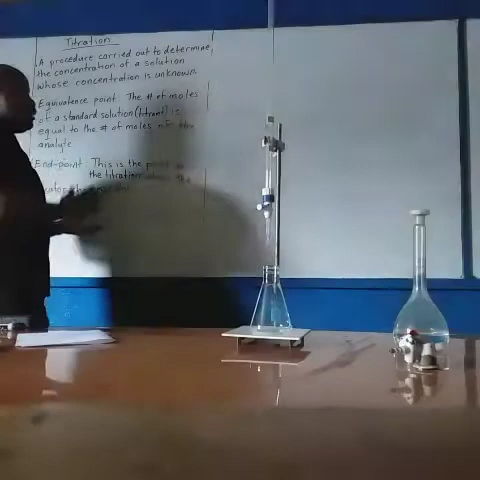 Titration
A procedure carried out to determine,
the concentration of a solution
whose concentration is unknown.
Equivalence point: The # of moles
of a standard solution (titrant) is
equal to the # of moles of the
analyte
End-point: This is the
the titration